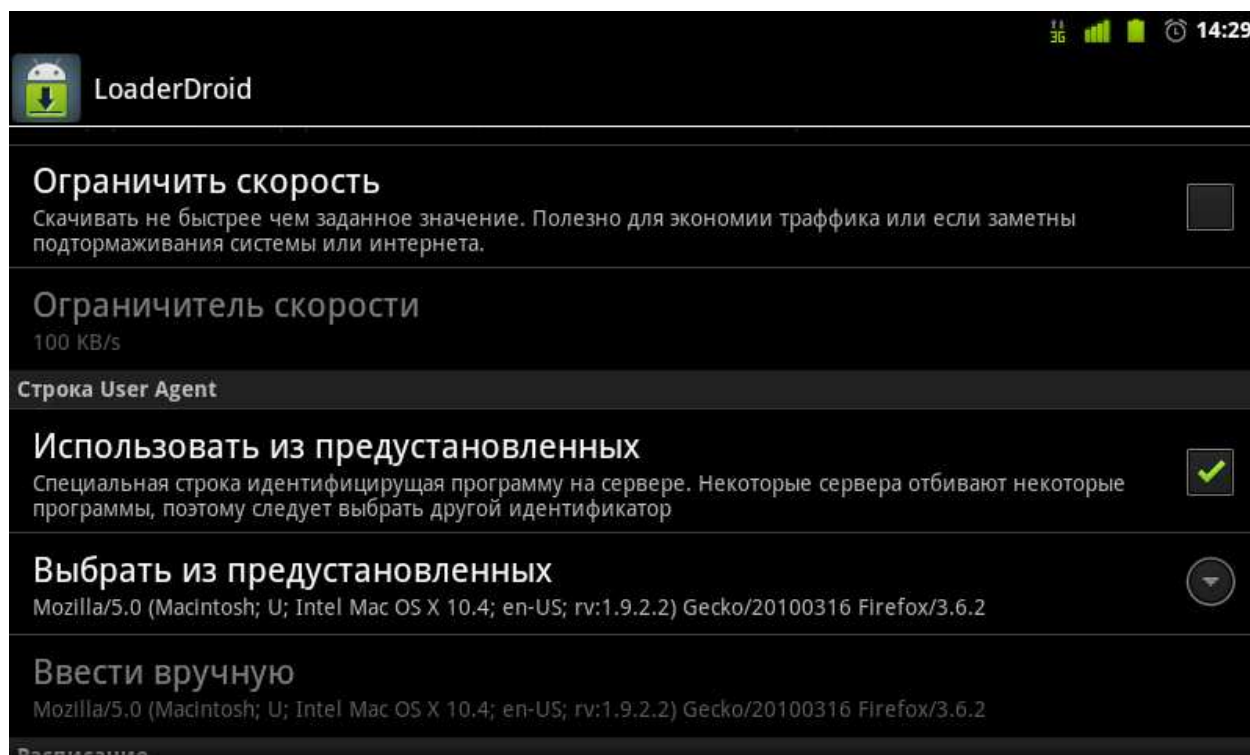 3G 14:29
LoaderDroid
Ограничить скорость
Скачивать не быстрее чем заданное значение. Полезно для экономии траффика или если заметны
подтормаживания системы или интернета.
Ограничитель скорости
100 KB/s
Строка User Agent
Использовать из предустановленных
Специальная строка идентифицирущая программу на сервере. Некоторые сервера отбивают некоторые
программы, поэтому следует выбрать другой идентификатор
Выбрать из предустановленных
Mozilla/5.0 (Macintosh; U; Intel Mac OS X 10.4; en-US; rv:1.9.2.2) Gecko/20100316 Firefox/3.6.2
Ввести вручную
Mozilla/5.0 (Macintosh; U; Intel Mac OS X 10.4; en-US; rv:1.9.2.2) Gecko/20100316 Firefox/3.6.2
Расписание